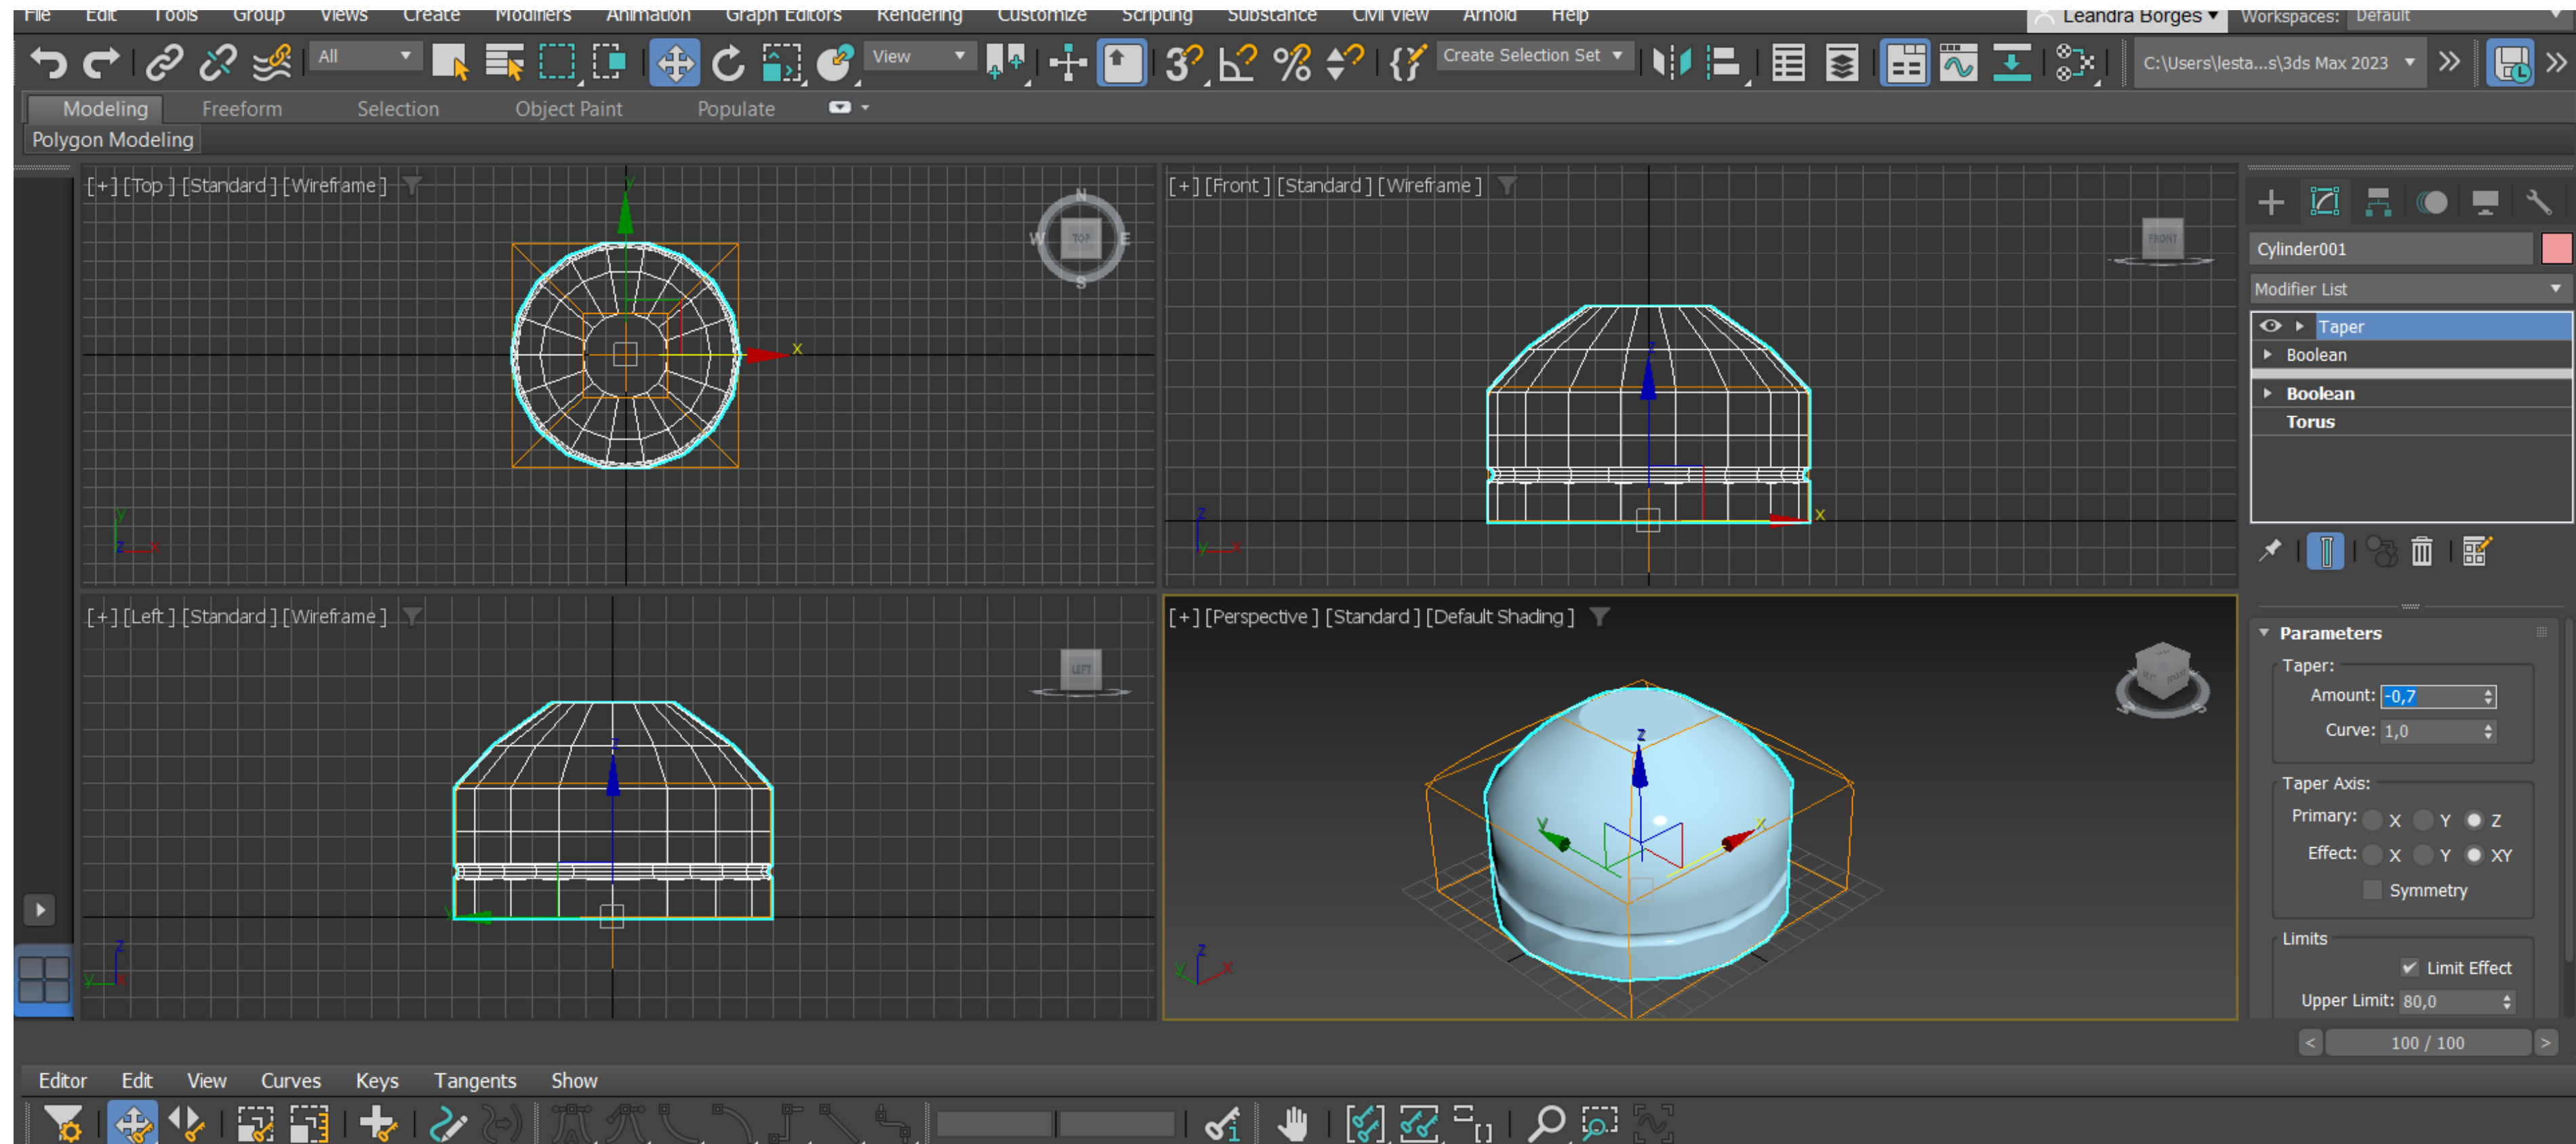 File Edit Tools Group Views Create Modifiers Animation Graph Editors Rendering Customize Scripting Substance Civil View Arnold Help Leandra Borges Workspaces: Default
All View Create Selection Set C:\Users\lesta...s\3ds Max 2023
Modeling Freeform Selection Object Paint Populate
Polygon Modeling
[+] [Top ] [Standard ] [Wireframe ]
y
N
W TOP E
S
x
y
z x
[+] [Front ] [Standard ] [Wireframe ]
FRONT
z
x
z
y x
[+] [Left ] [Standard ] [Wireframe ]
LEFT
z
y
z
y x
[+] [Perspective ] [Standard ] [Default Shading ]
z
y x
z
y x
Cylinder001
Modifier List
Taper
Boolean
Boolean
Torus
Parameters
Taper:
Amount: -0,7
Curve: 1,0
Taper Axis:
Primary: X Y Z
Effect: X Y XY
Symmetry
Limits
Limit Effect
Upper Limit: 80,0
< 100 / 100 >
Editor Edit View Curves Keys Tangents Show